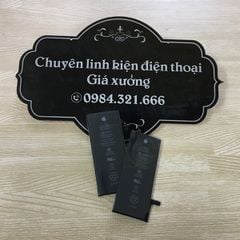 Chuyên linh kiện điện thoại
Giá xưởng
0984.321.666